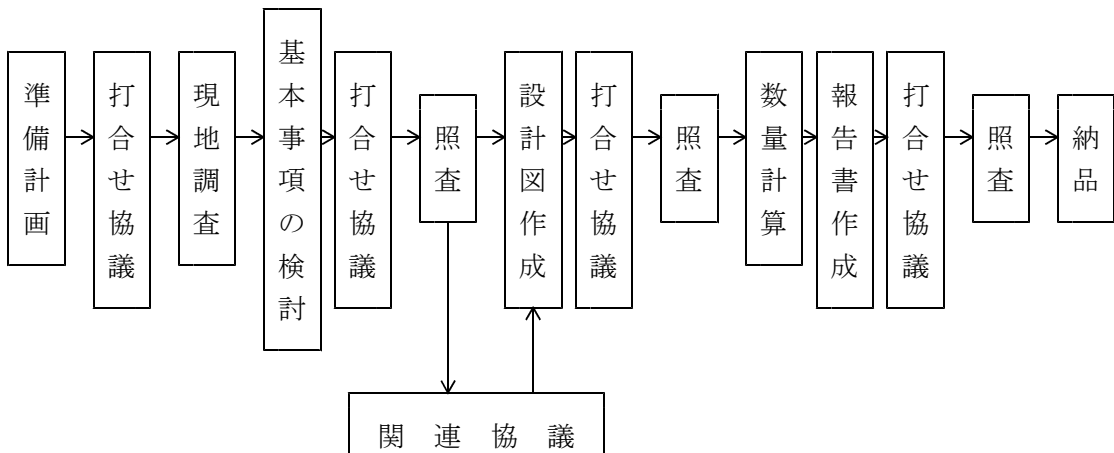 準備計画
打合せ協議
現地調査
基本事項の検討
打合せ協議
照査
設計図作成
打合せ協議
照査
数量計算
報告書作成
打合せ協議
照査
納品
関連協議